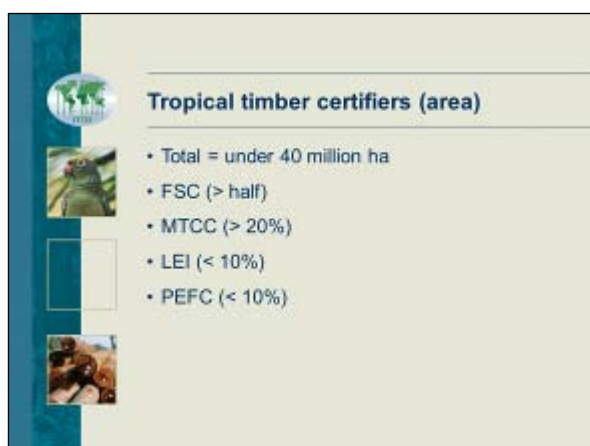 Tropical timber certifiers (area)
• Total = under 40 million ha
• FSC (> half)
• MTCC (> 20%)
• LEI (< 10%)
• PEFC (< 10%)